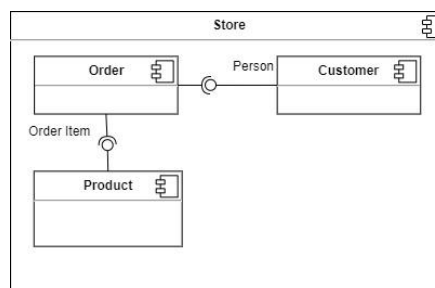 Store
Order
Person
Customer
Order Item
Product